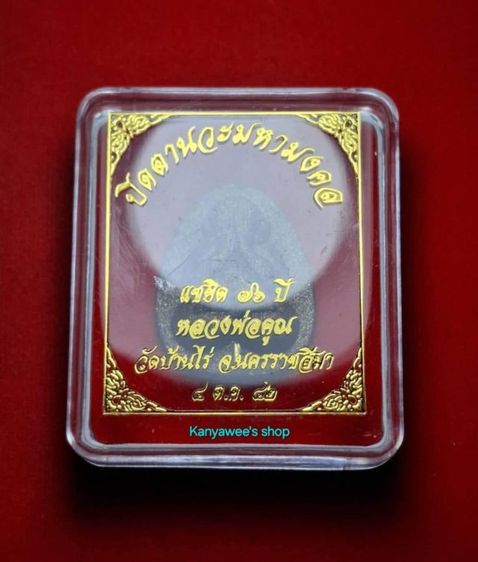 ปิดตานวะมหามงคล
แซยิด ๗๖ ปี
หลวงพ่อคูณ
วัดบ้านไร่ จ.นครราชสีมา
๔ ต.ค. ๔๒
Kanyawee's shop